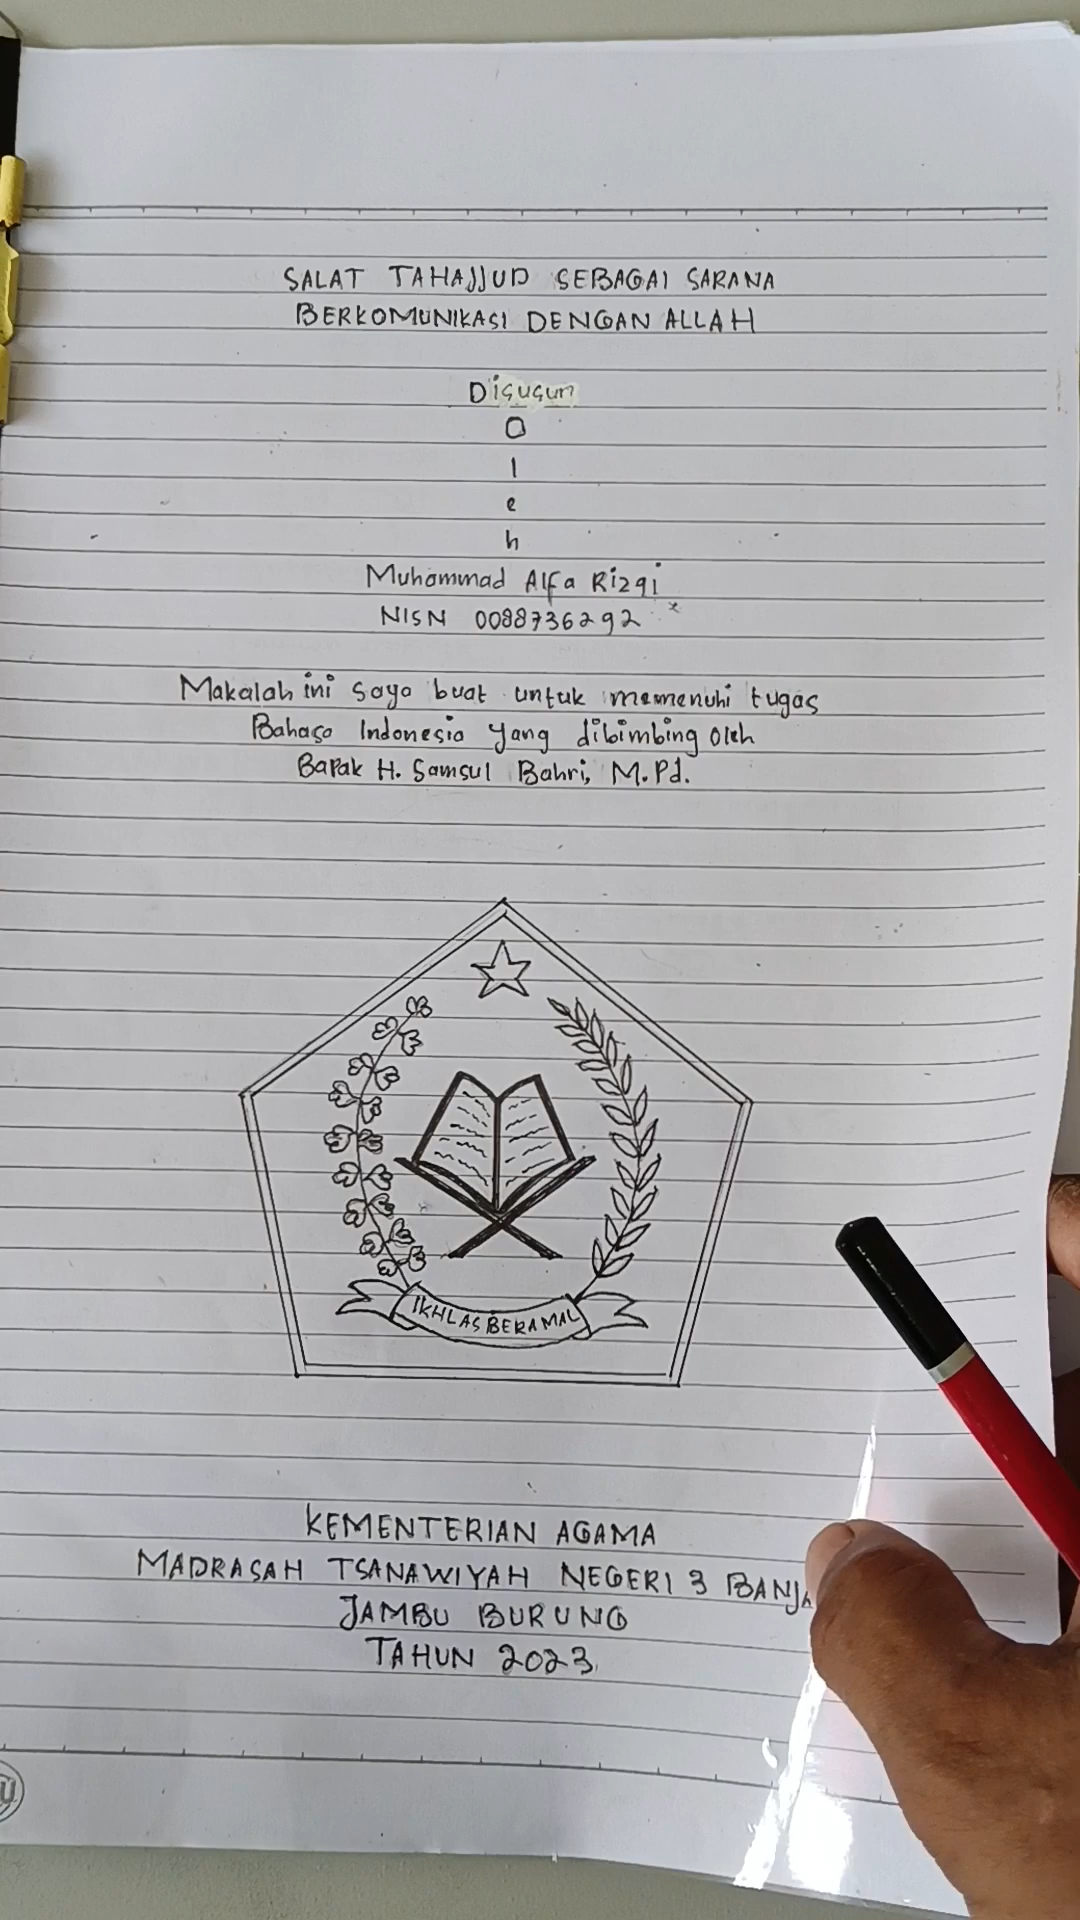 SALAT TAHAJJUD SEBAGAI SARANA
BERKOMUNIKASI DENGAN ALLAH
Disusun
O
l
e
h
Muhammad Alfa Rizqi
NISN 0088736292
Makalah ini saya buat untuk memenuhi tugas
Bahasa Indonesia yang dibimbing oleh
Bapak H. Samsul Bahri, M.Pd.
IKHLAS BERAMAL
KEMENTERIAN AGAMA
MADRASAH TSANAWIYAH NEGERI 3
JAMBU BURUNG
TAHUN 2023